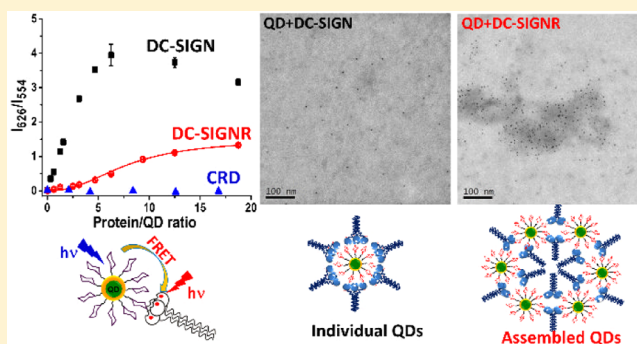 I626/I554
5
4
3
2
1
0
0
5
10
15
20
Protein/QD ratio
DC-SIGN
DC-SIGNR
CRD
QD+DC-SIGN
100 nm
QD+DC-SIGNR
100 nm
hν
FRET
QD
hν
Individual QDs
Assembled QDs